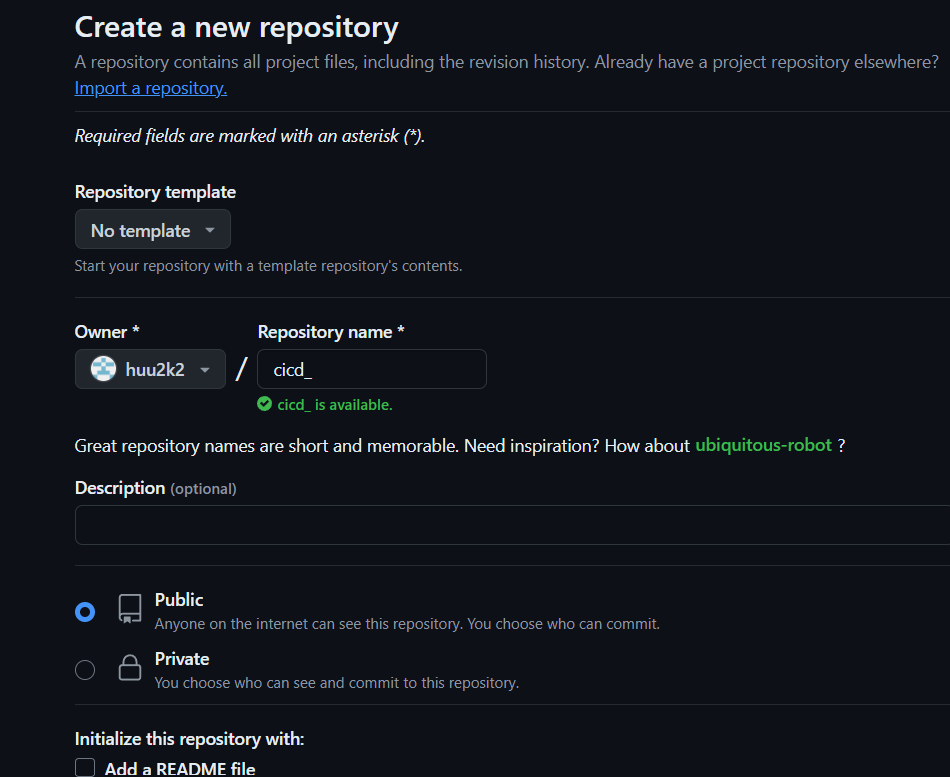 Create a new repository
A repository contains all project files, including the revision history. Already have a project repository elsewhere?
Import a repository.
Required fields are marked with an asterisk (*).
Repository template
No template
Start your repository with a template repository's contents.
Owner * Repository name *
huu2k2 / cicd_
cicd_ is available.
Great repository names are short and memorable. Need inspiration? How about ubiquitous-robot ?
Description (optional)
Public
Anyone on the internet can see this repository. You choose who can commit.
Private
You choose who can see and commit to this repository.
Initialize this repository with:
Add a README file